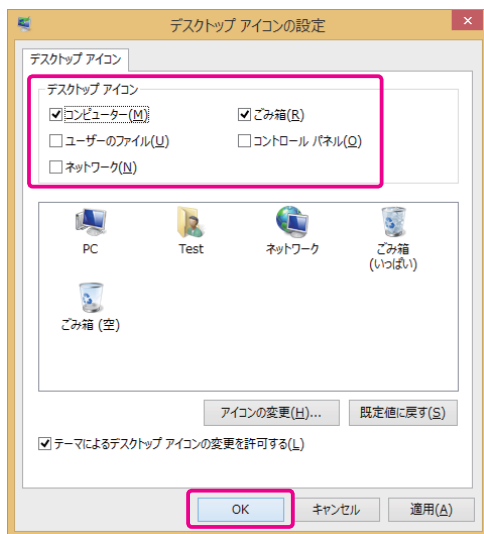 デスクトップ アイコンの設定
デスクトップ アイコン
デスクトップ アイコン
コンピューター(M)
ごみ箱(R)
ユーザーのファイル(U)
コントロール パネル(O)
ネットワーク(N)
PC
Test
ネットワーク
ごみ箱
(いっぱい)
ごみ箱 (空)
アイコンの変更(H)...
既定値に戻す(S)
テーマによるデスクトップ アイコンの変更を許可する(L)
OK
キャンセル
適用(A)